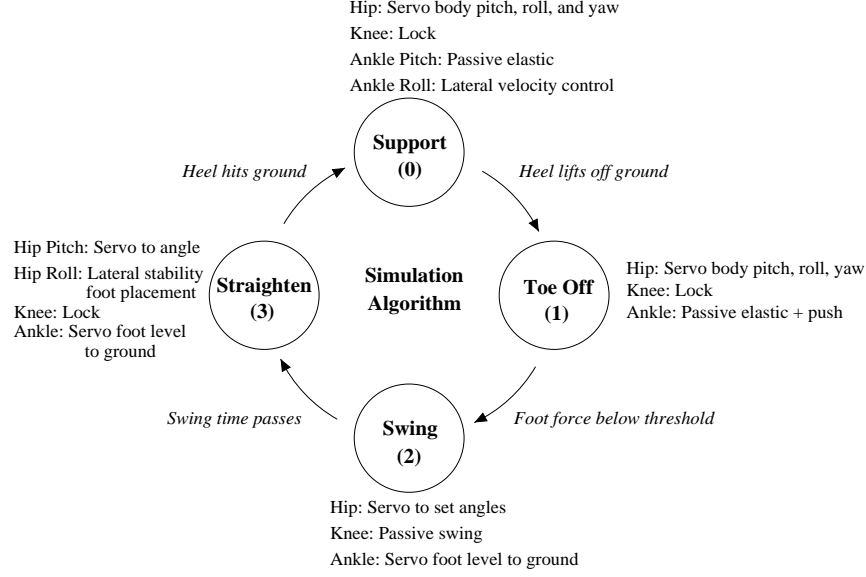 Hip: Servo body pitch, roll, and yaw
Knee: Lock
Ankle Pitch: Passive elastic
Ankle Roll: Lateral velocity control
Support
(0)
Heel hits ground
Heel lifts off ground
Hip Pitch: Servo to angle
Hip Roll: Lateral stability
foot placement
Knee: Lock
Ankle: Servo foot level
to ground
Straighten
(3)
Simulation
Algorithm
Toe Off
(1)
Hip: Servo body pitch, roll, yaw
Knee: Lock
Ankle: Passive elastic + push
Swing time passes
Foot force below threshold
Swing
(2)
Hip: Servo to set angles
Knee: Passive swing
Ankle: Servo foot level to ground